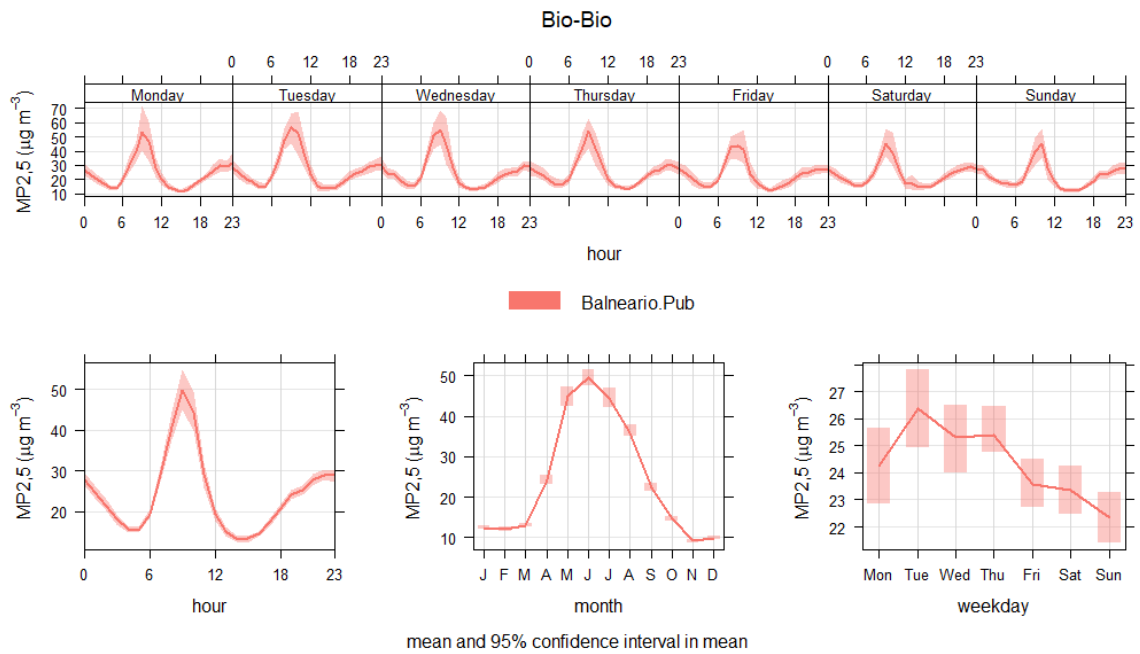 Bio-Bio
0 6 12 18 23 0 6 12 18 23 0 6 12 18 23
Monday Tuesday Wednesday Thursday Friday Saturday Sunday
MP2,5 (µg m⁻³)
70
60
50
40
30
20
10
0 6 12 18 23 0 6 12 18 23 0 6 12 18 23 0 6 12 18 23
hour
Balneario.Pub
MP2,5 (µg m⁻³)
50
40
30
20
0 6 12 18 23
hour
MP2,5 (µg m⁻³)
50
40
30
20
10
J F M A M J J A S O N D
month
MP2,5 (µg m⁻³)
27
26
25
24
23
22
Mon Tue Wed Thu Fri Sat Sun
weekday
mean and 95% confidence interval in mean